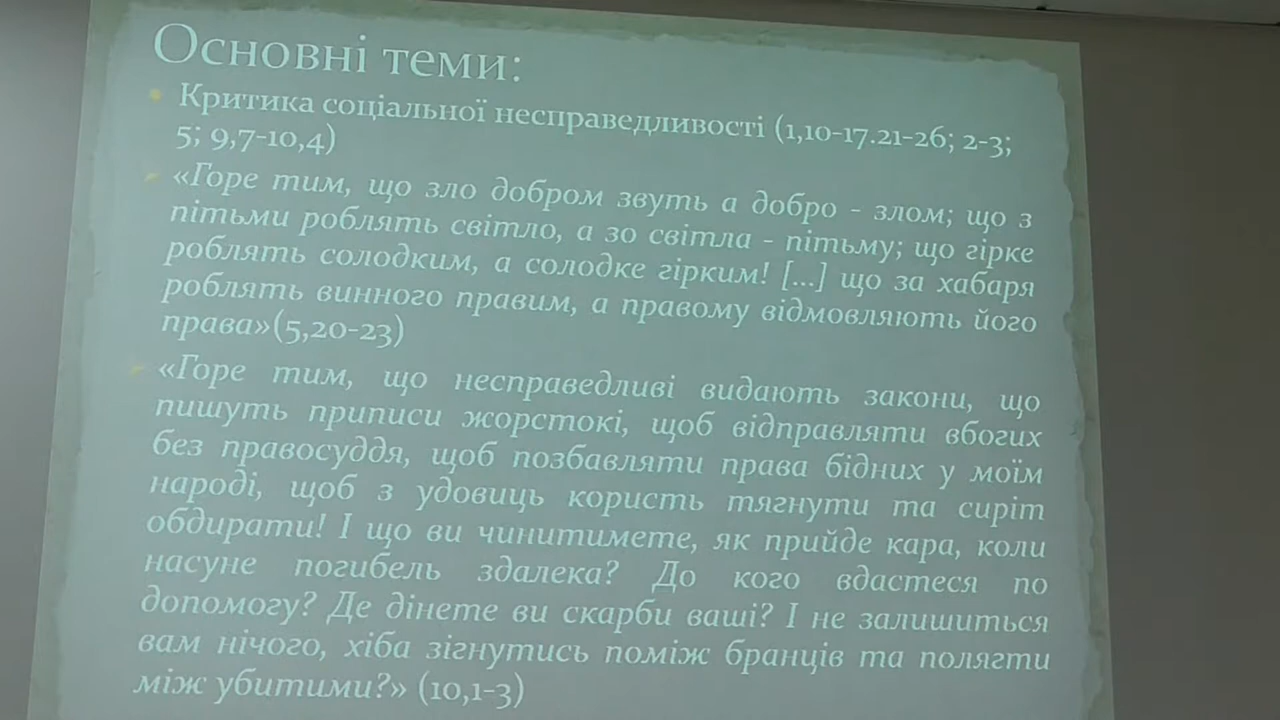 Основні теми:
Критика соціальної несправедливості (1,10-17.21-26; 2-3;
5; 9,7-10,4)
«Горе тим, що зло добром звуть а добро - злом; що з
пітьми роблять світло, а зо світла - пітьму; що гірке
роблять солодким, а солодке гірким! [...] що за хабаря
роблять винного правим, а правому відмовляють його
права»(5,20-23)
«Горе тим, що несправедливі видають закони, що
пишуть приписи жорстокі, щоб відправляти вбогих
без правосуддя, щоб позбавляти права бідних у моїм
народі, щоб з удовиць користь тягнути та сиріт
обдирати! І що ви чинитимете, як прийде кара, коли
насуне погибель здалека? До кого вдастеся по
допомогу? Де дінете ви скарби ваші? І не залишиться
вам нічого, хіба зігнутись поміж бранців та полягти
між убитими?» (10,1-3)